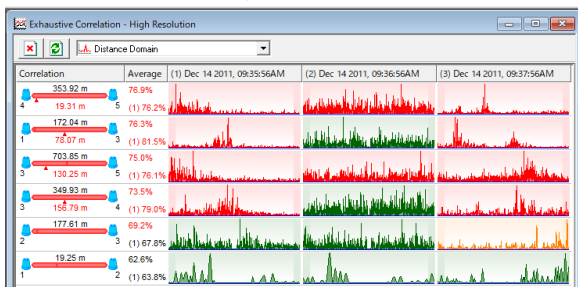 Exhaustive Correlation - High Resolution
Distance Domain
Correlation Average (1) Dec 14 2011, 09:35:56AM (2) Dec 14 2011, 09:36:56AM (3) Dec 14 2011, 09:37:56AM
353.92 m 76.9%
4 19.31 m 5 (1) 76.2%
172.04 m 76.3%
1 78.07 m 3 (1) 81.5%
703.85 m 75.0%
3 130.25 m 5 (1) 76.1%
349.93 m 73.5%
3 156.79 m 4 (1) 79.0%
177.61 m 69.2%
2 3 (1) 67.8%
19.25 m 62.6%
1 2 (1) 63.8%